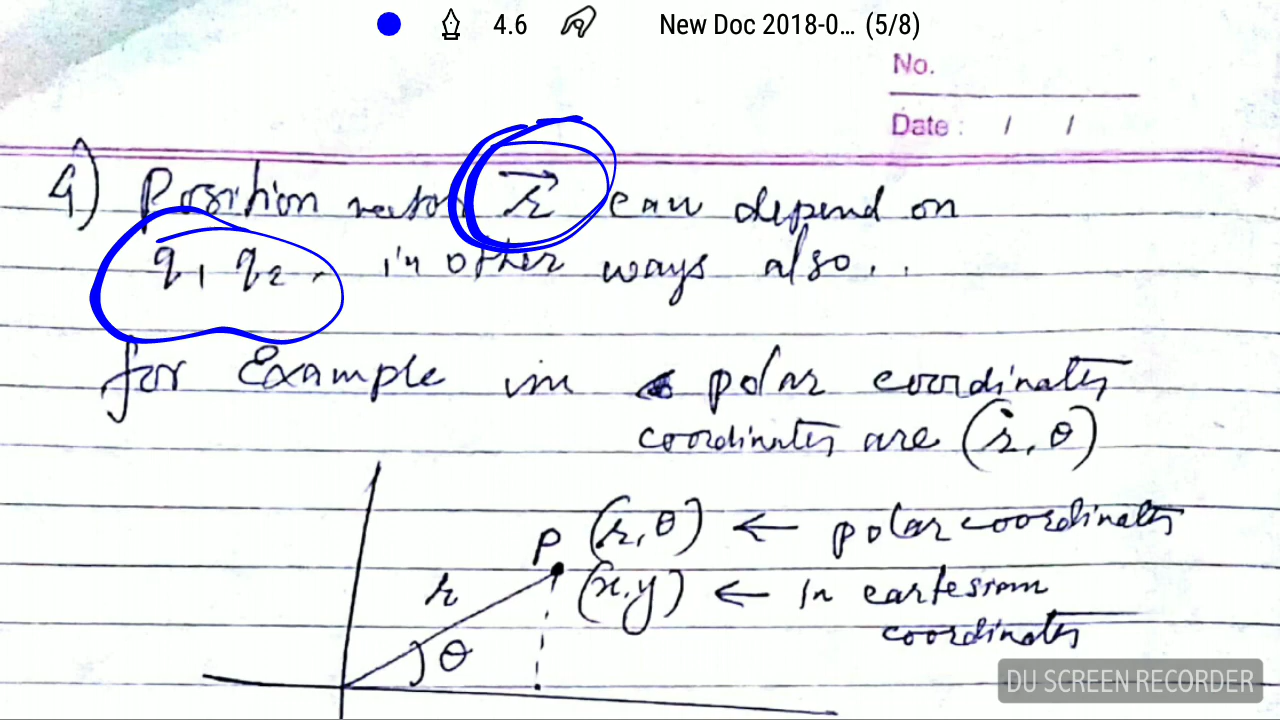 4.6 New Doc 2018-0... (5/8)
No.
Date : / /
4) Position vector r⃗ can depend on
q₁ q₂, in other ways also..
for Example in polar coordinates
coordinates are (r, θ)
P (r, θ) ← polar coordinates
r (x,y) ← in cartesian
coordinates
θ
DU SCREEN RECORDER